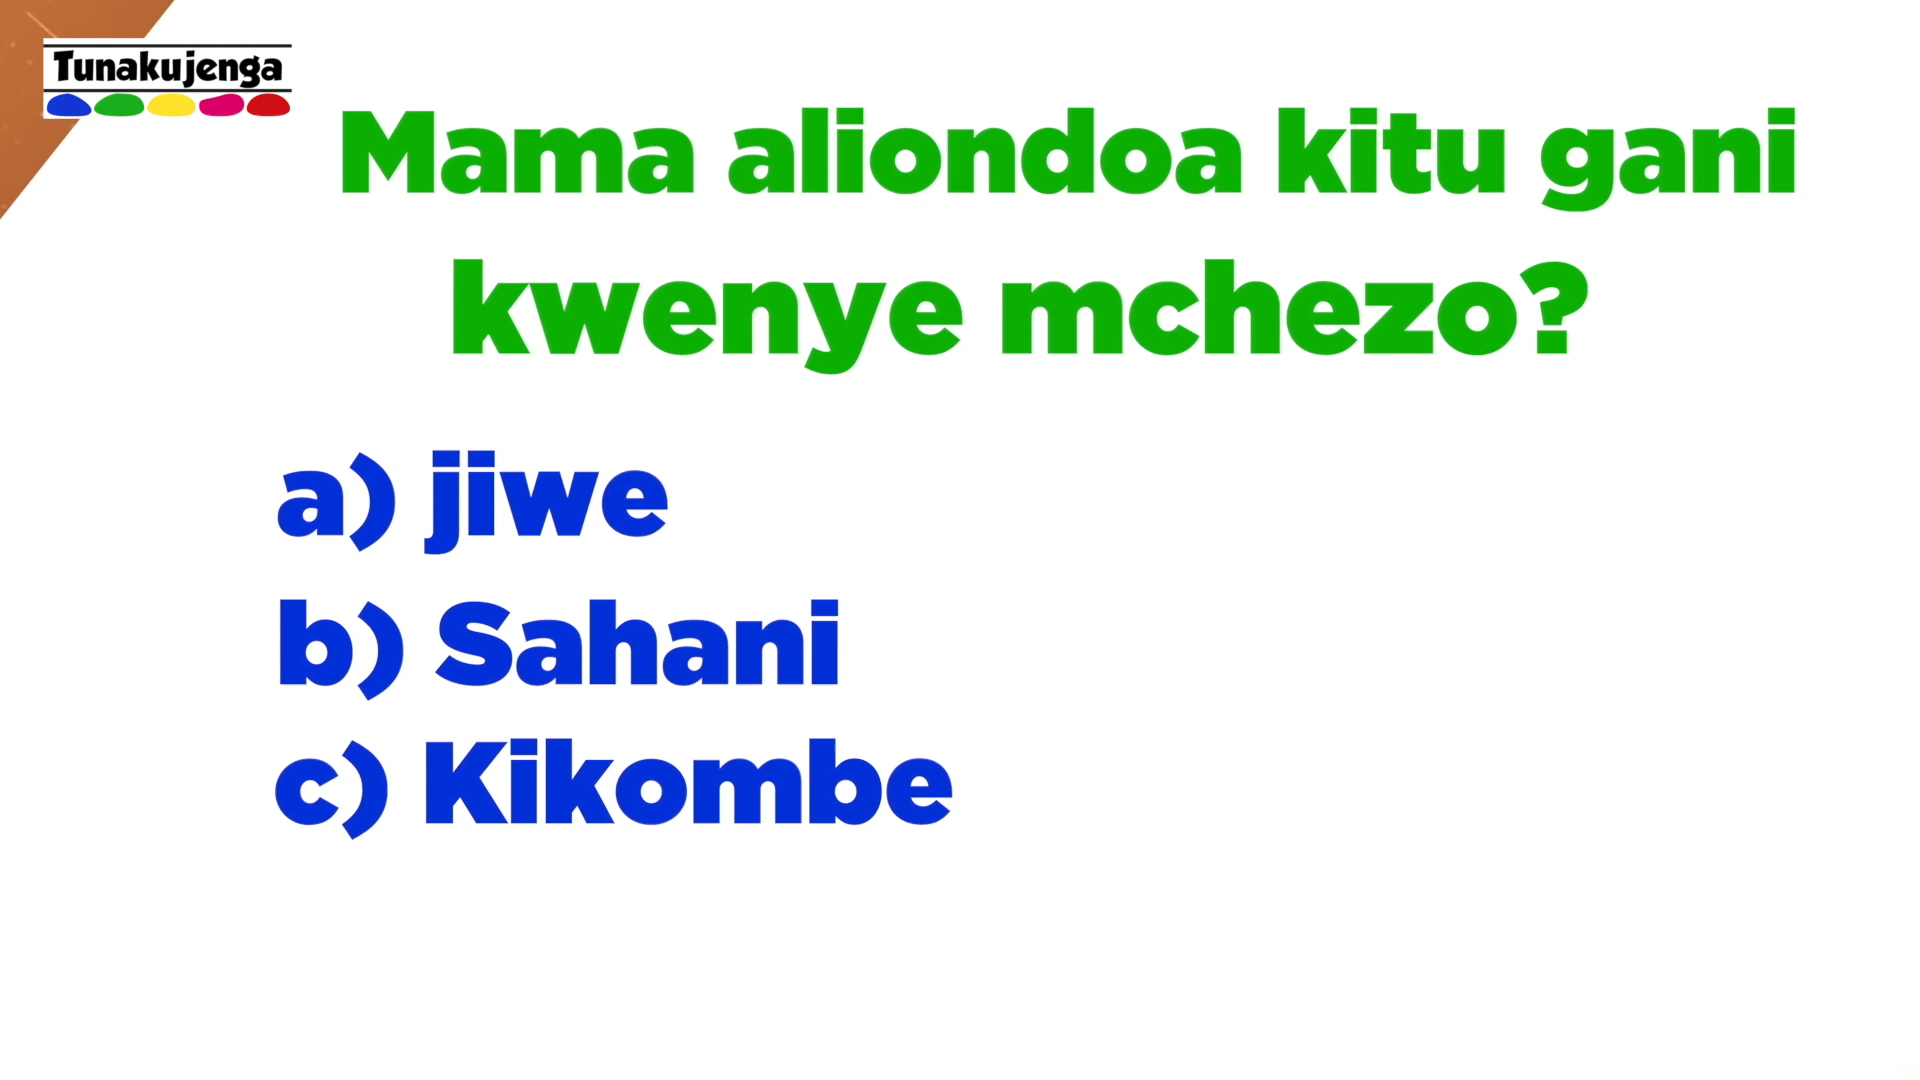 Tunakujenga
Mama aliondoa kitu gani
kwenye mchezo?
a) jiwe
b) Sahani
c) Kikombe